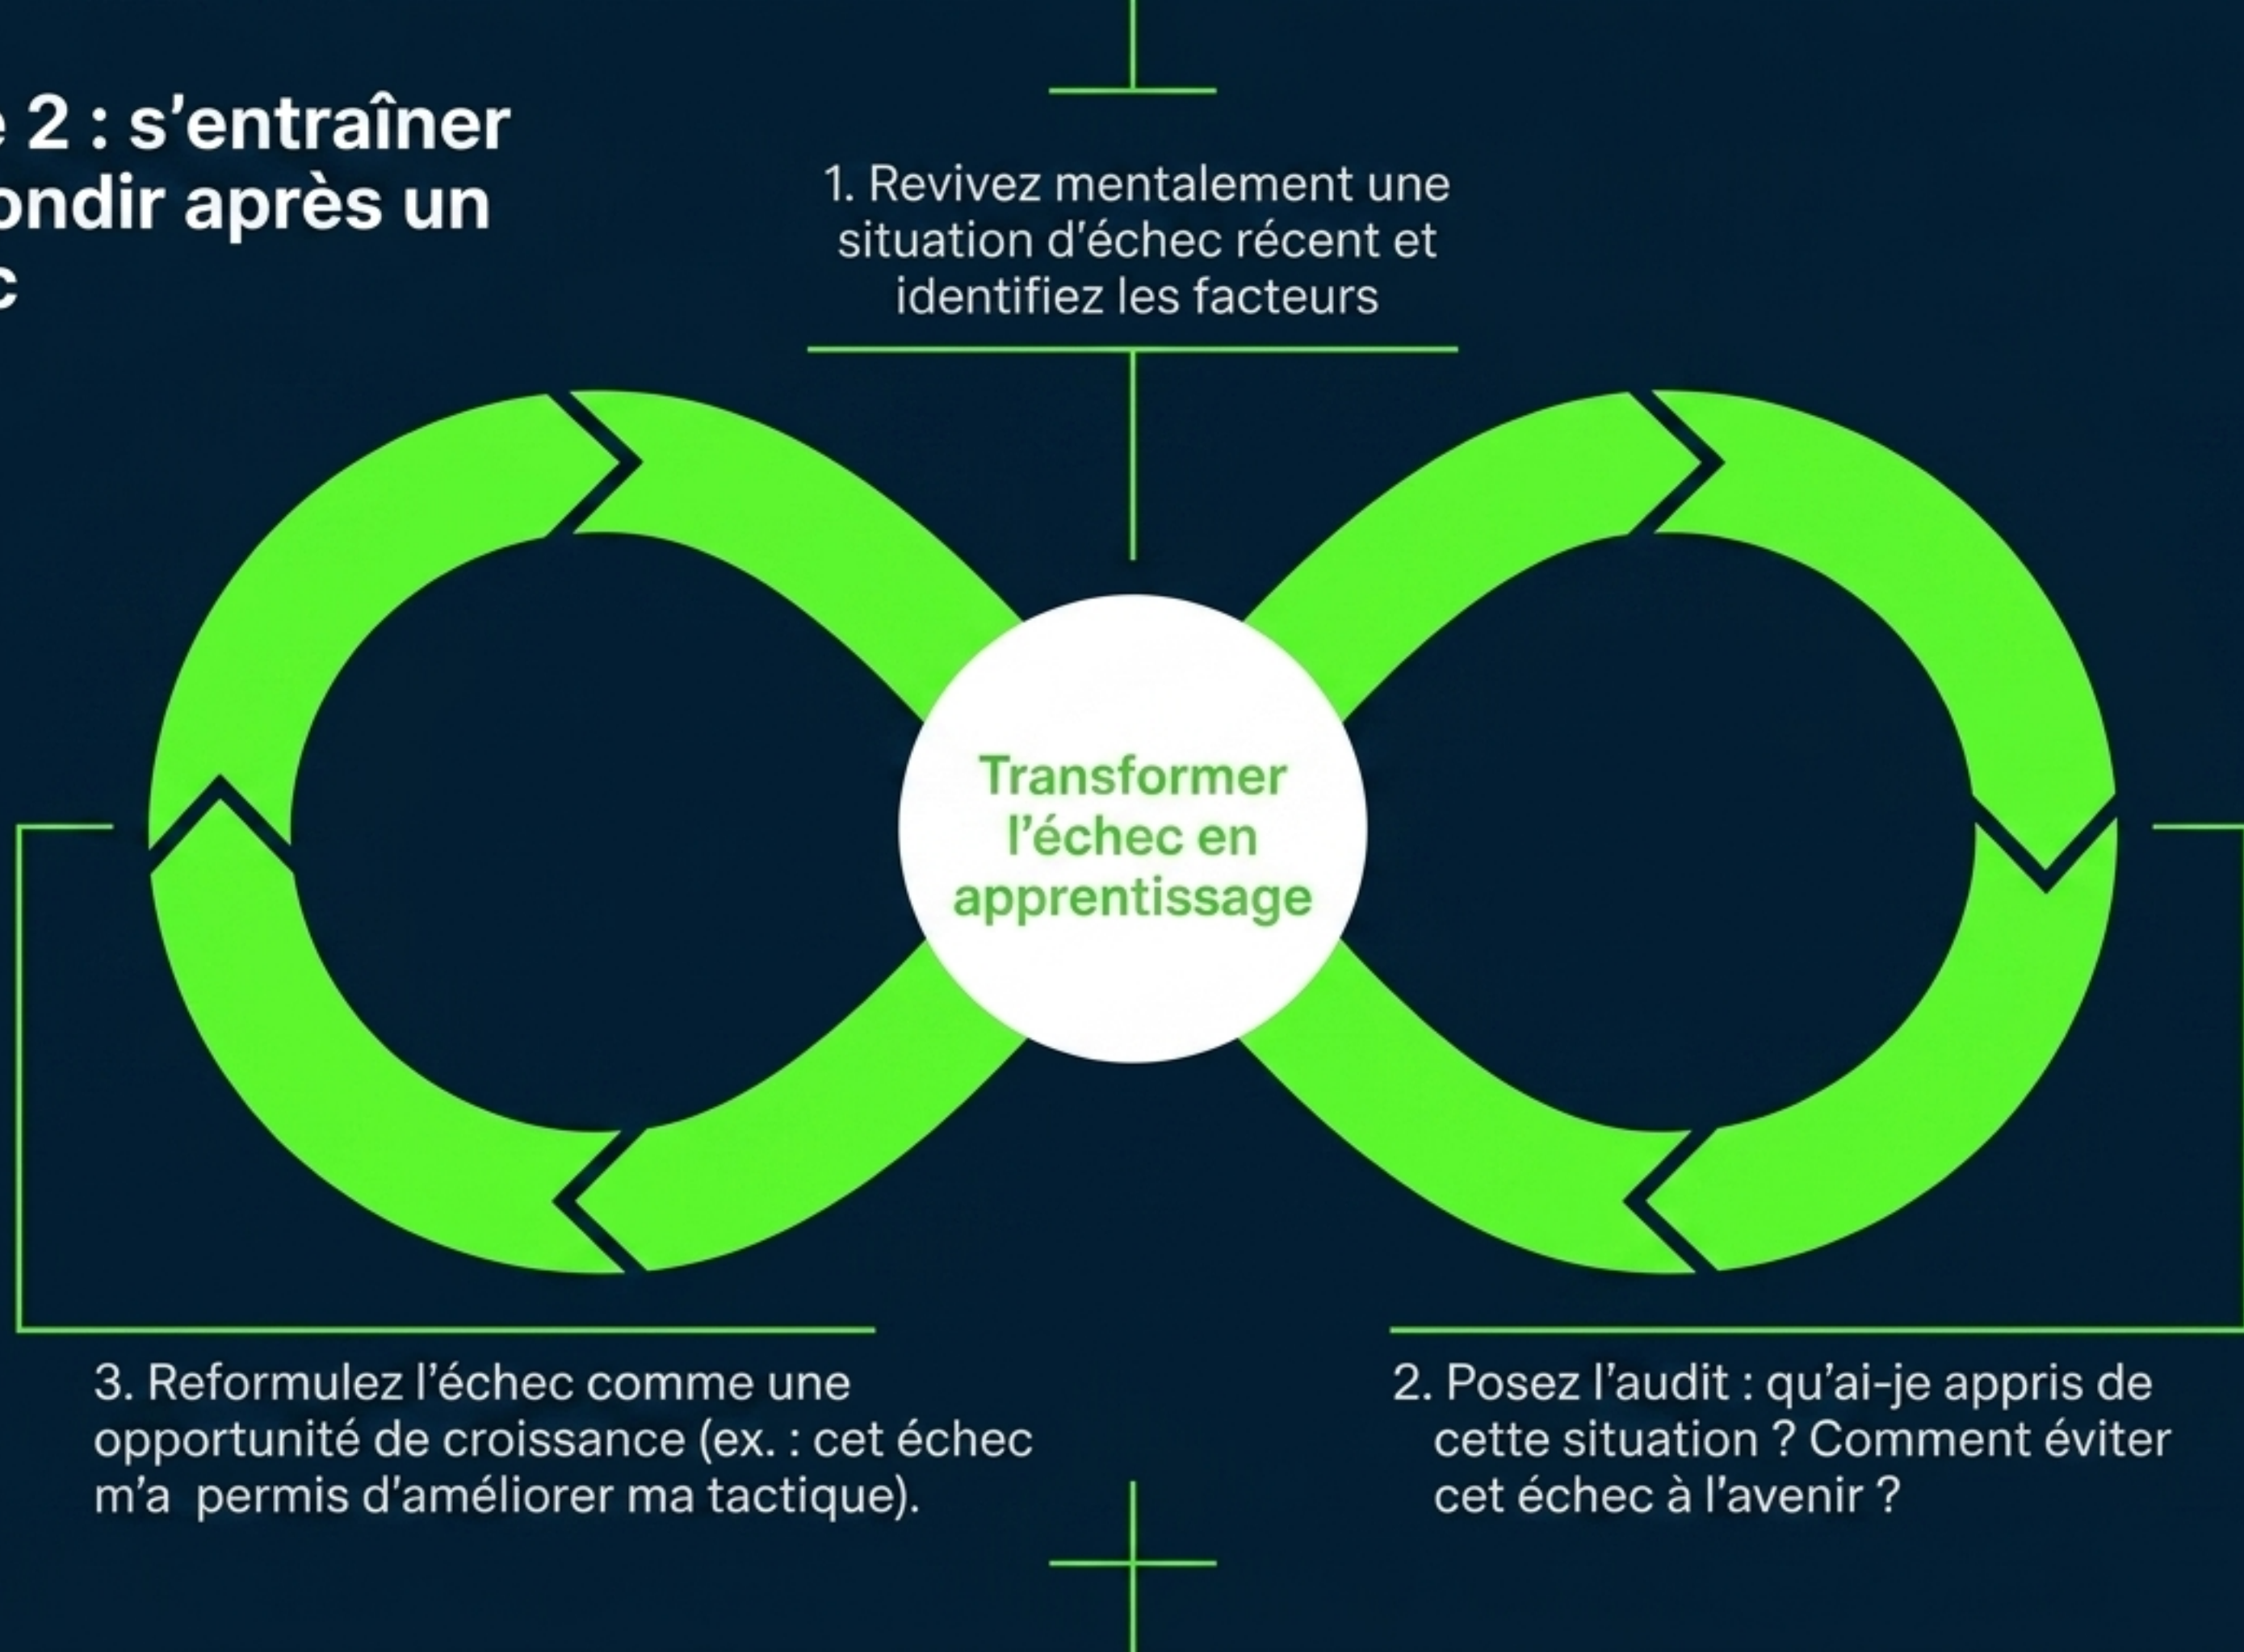 e 2 : s’entraîner
ondir après un
c
1. Revivez mentalement une
situation d’échec récent et
identifiez les facteurs
Transformer
l’échec en
apprentissage
3. Reformulez l’échec comme une
opportunité de croissance (ex. : cet échec
m’a permis d’améliorer ma tactique).
2. Posez l’audit : qu’ai-je appris de
cette situation ? Comment éviter
cet échec à l’avenir ?